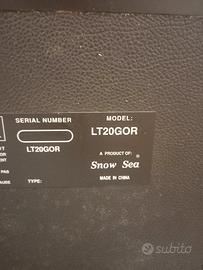 SERIAL NUMBER
MODEL:
LT20GOR
LT20GOR
A PRODUCT OF:
Snow Sea
TYPE:
MADE IN CHINA
subito